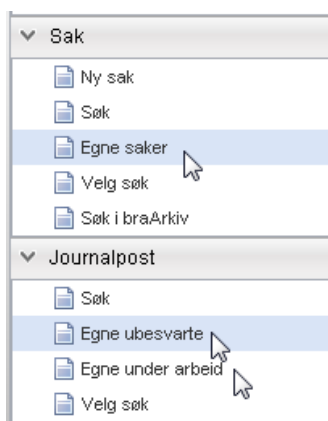 Sak
Ny sak
Søk
Egne saker
Velg søk
Søk i braArkiv
Journalpost
Søk
Egne ubesvarte
Egne under arbeid
Velg søk